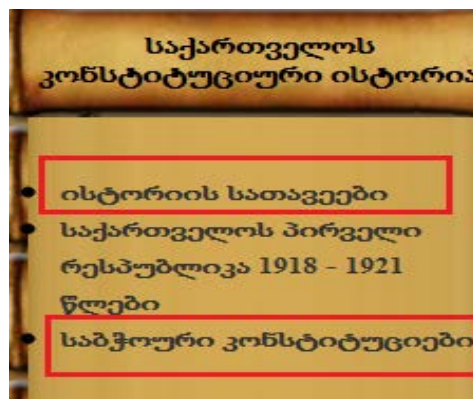 საქართველოს
კონსტიტუციური ისტორია
ისტორიის სათავეები
საქართველოს პირველი
რესპუბლიკა 1918 - 1921
წლები
საბჭოური კონსტიტუციები